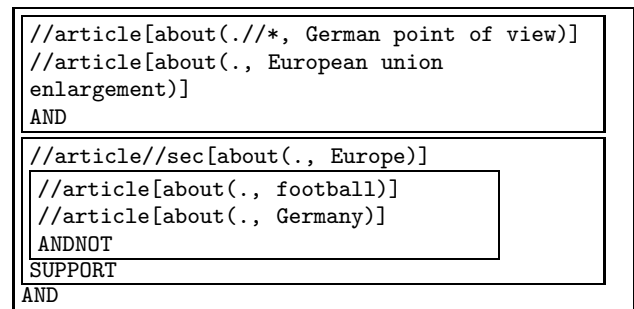 //article[about(.//*, German point of view)]
//article[about(., European union
enlargement)]
AND
//article//sec[about(., Europe)]
//article[about(., football)]
//article[about(., Germany)]
ANDNOT
SUPPORT
AND